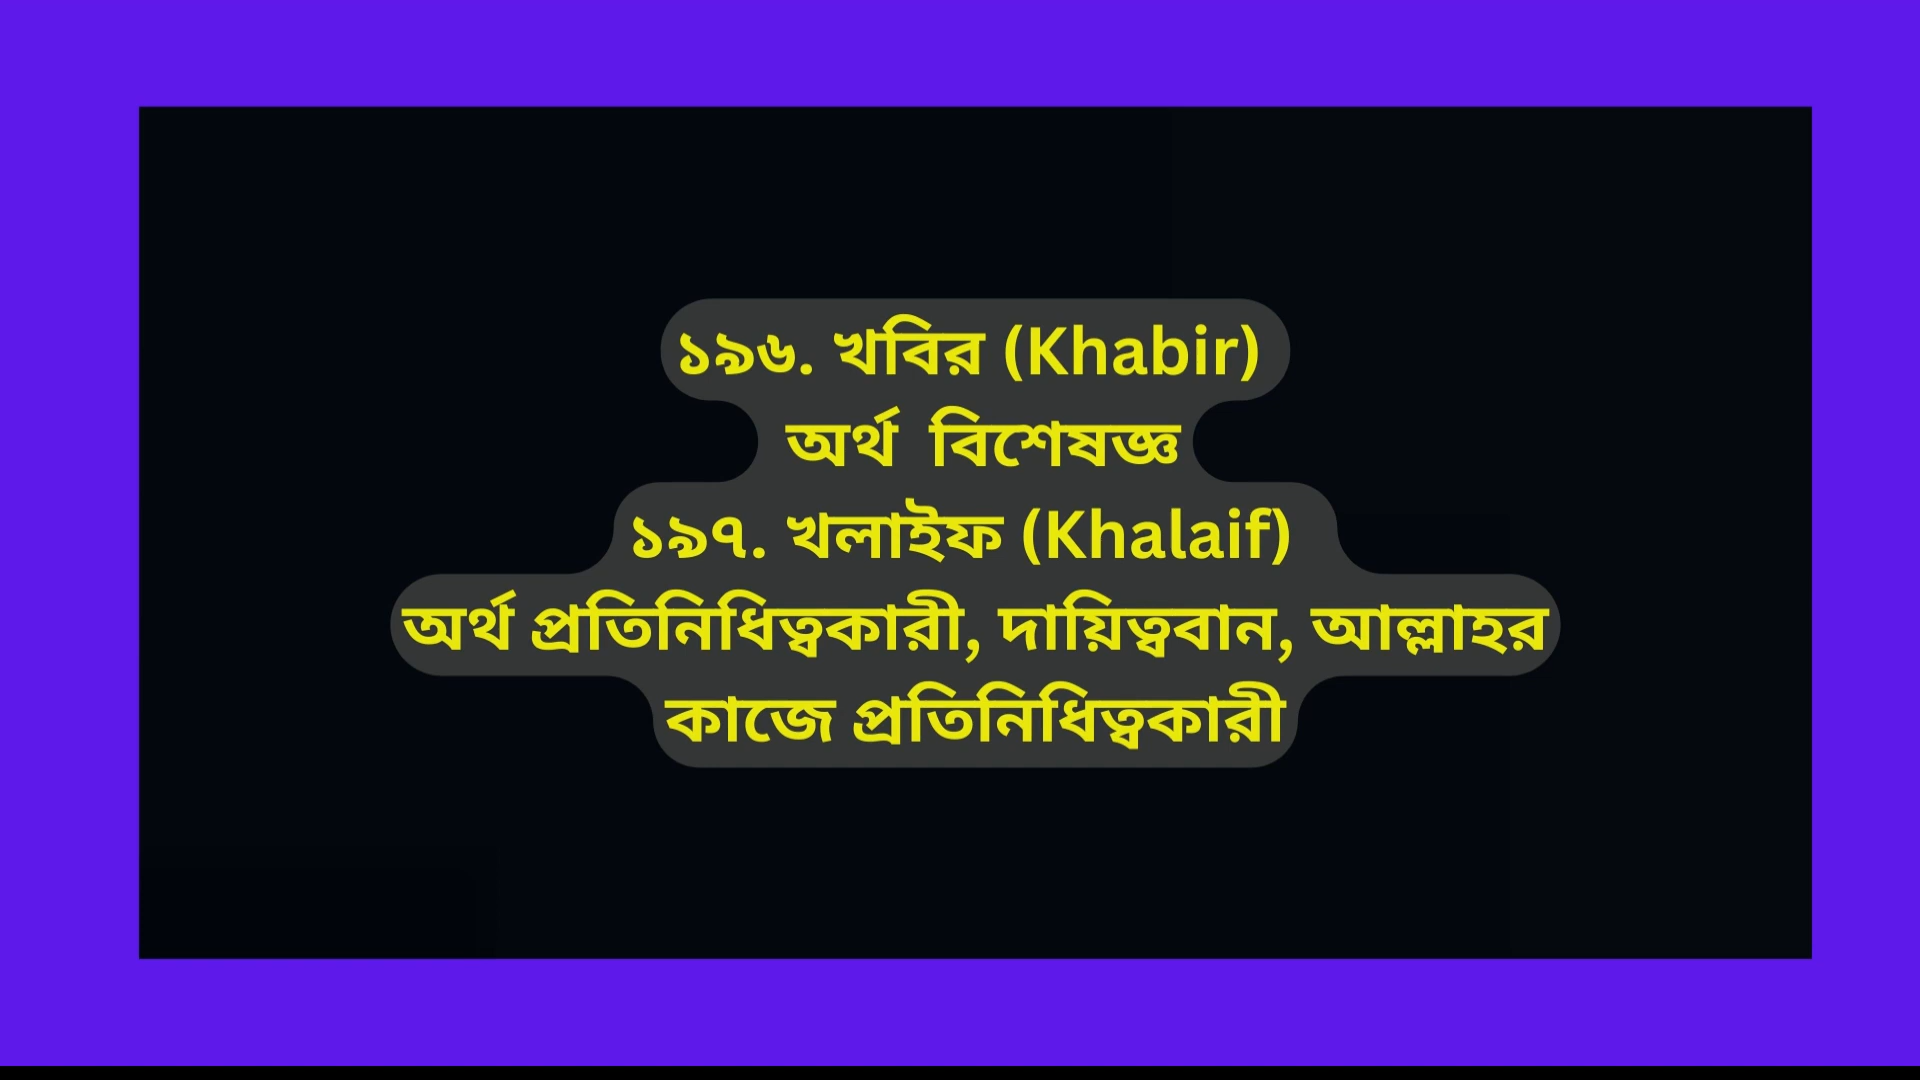 ১৯৬. খবির (Khabir)
অর্থ  বিশেষজ্ঞ
১৯৭. খলাইফ (Khalaif)
অর্থ প্রতিনিধিত্বকারী, দায়িত্ববান, আল্লাহর
কাজে প্রতিনিধিত্বকারী